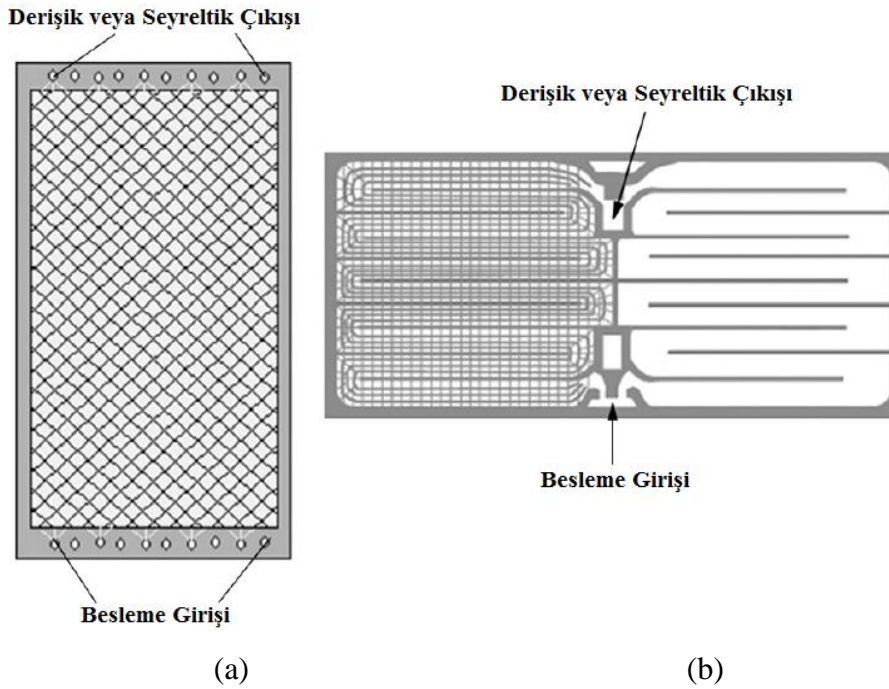 Derişik veya Seyreltik Çıkışı
Besleme Girişi
(a)
Derişik veya Seyreltik Çıkışı
Besleme Girişi
(b)